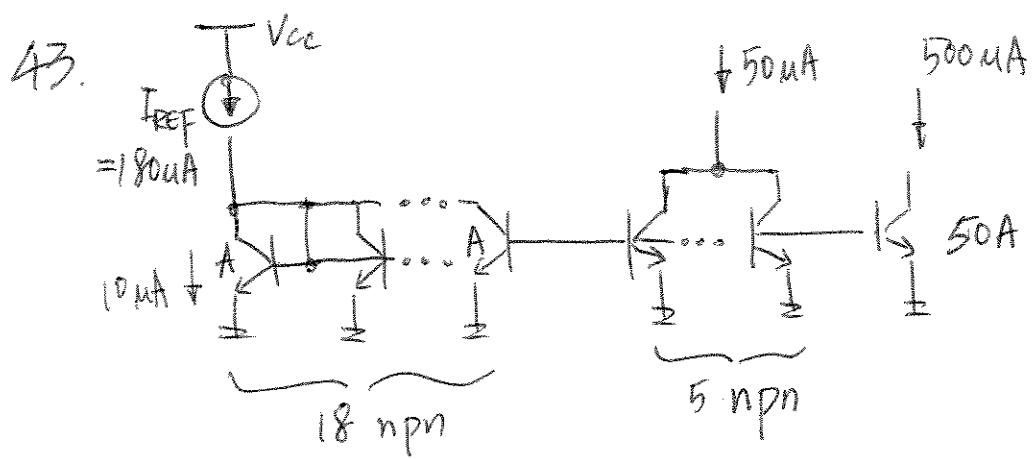 43.
Vcc
IREF
=180uA
50uA
500uA
A
A
50A
10uA
18 npn
5 npn